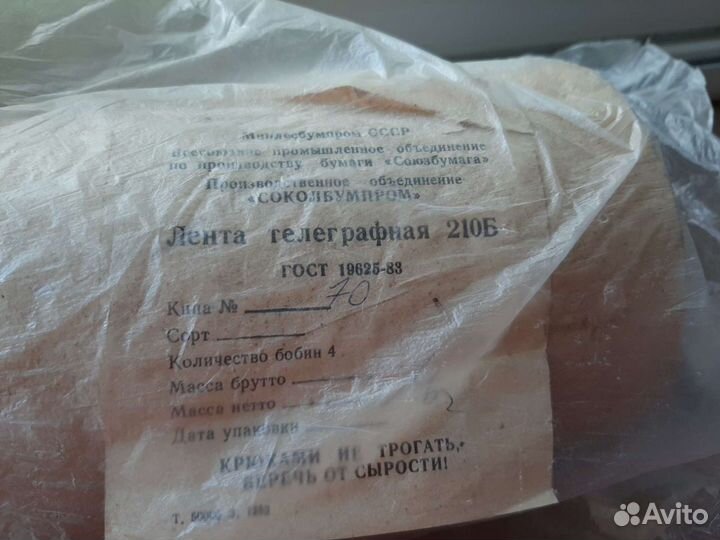 Минлесбумпром СССР
Всесоюзное промышленное объединение
по производству бумаги «Союзбумага»
Производственное объединение
«СОКОЛБУМПРОМ»
Лента телеграфная 210Б
ГОСТ 19625-83
Кипа № 70
Сорт
Количество бобин 4
Масса брутто
Масса нетто
Дата упаковки
КРЮКАМИ НЕ ТРОГАТЬ,
БЕРЕЧЬ ОТ СЫРОСТИ!
Т.
Avito